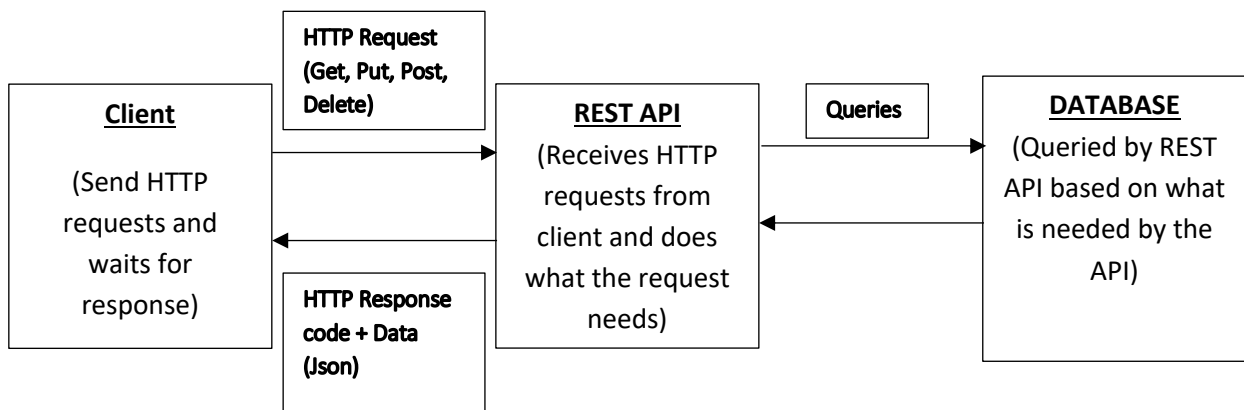 Client
(Send HTTP
requests and
waits for
response)
HTTP Request
(Get, Put, Post,
Delete)
HTTP Response
code + Data
(Json)
REST API
(Receives HTTP
requests from
client and does
what the request
needs)
Queries
DATABASE
(Queried by REST
API based on what
is needed by the
API)